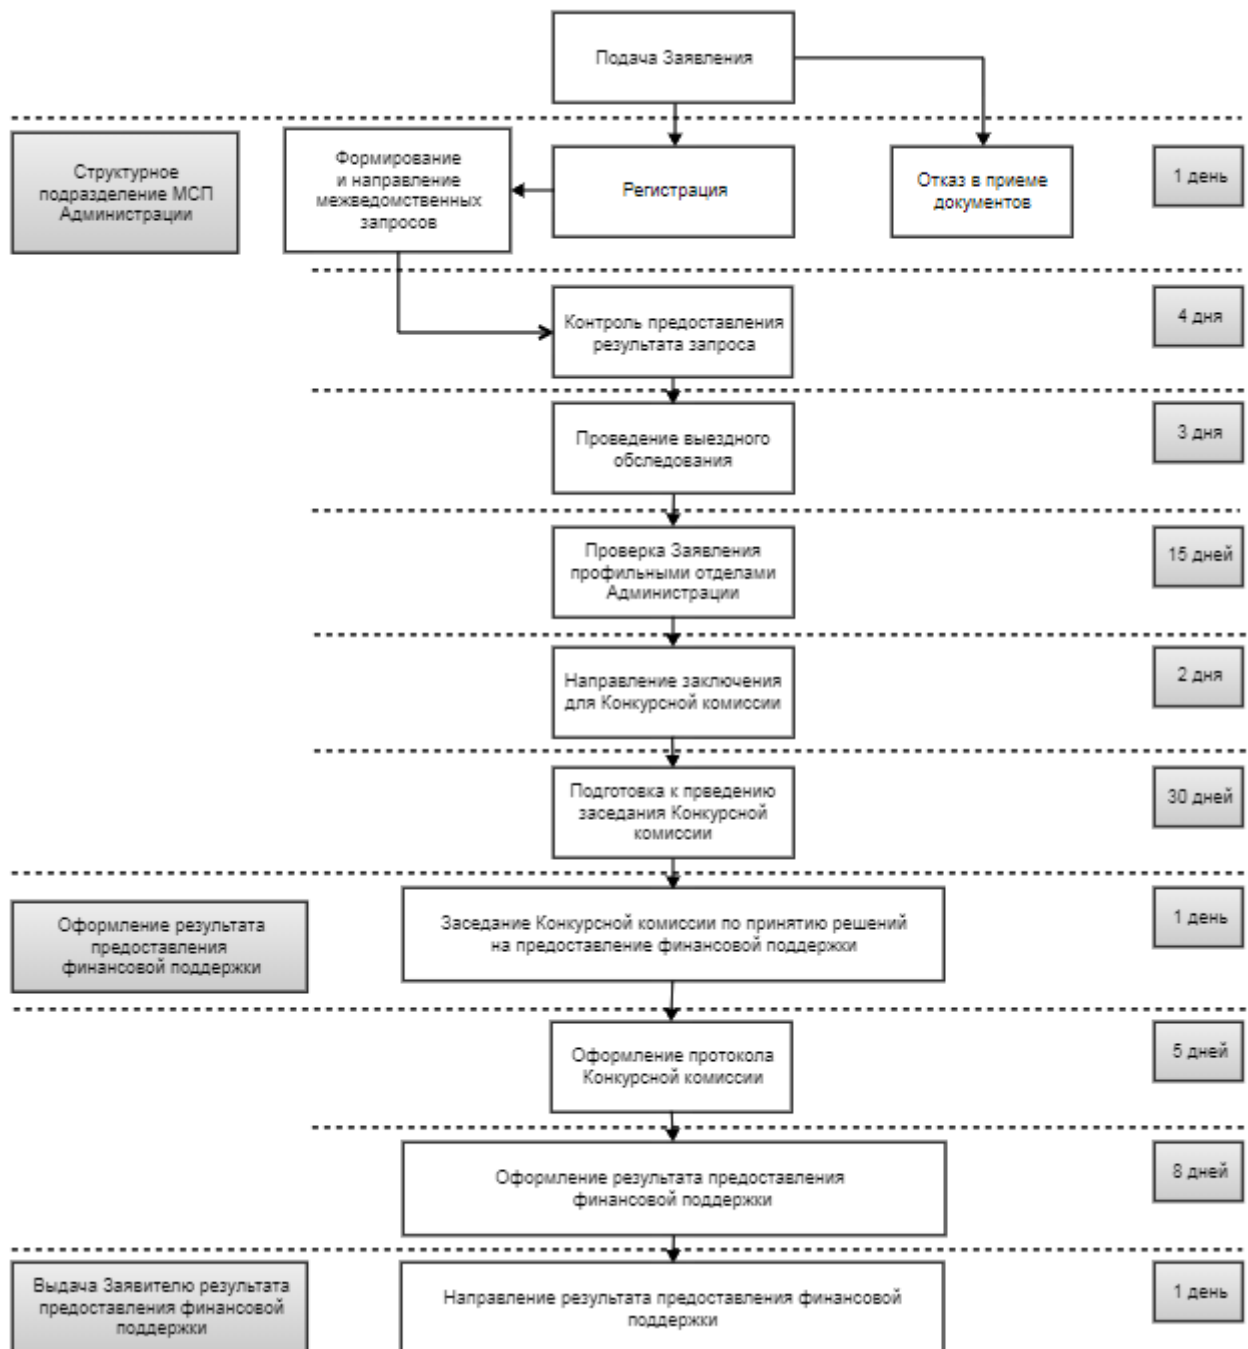 Подача Заявления
Структурное
подразделение МСП
Администрации
Формирование
и направление
межведомственных
запросов
Регистрация
Отказ в приеме
документов
1 день
Контроль предоставления
результата запроса
4 дня
Проведение выездного
обследования
3 дня
Проверка Заявления
профильными отделами
Администрации
15 дней
Направление заключения
для Конкурсной комиссии
2 дня
Подготовка к прведению
заседания Конкурсной
комиссии
30 дней
Оформление результата
предоставления
финансовой поддержки
Заседание Конкурсной комиссии по принятию решений
на предоставление финансовой поддержки
1 день
Оформление протокола
Конкурсной комиссии
5 дней
Оформление результата предоставления
финансовой поддержки
8 дней
Выдача Заявителю результата
предоставления финансовой
поддержки
Направление результата предоставления финансовой
поддержки
1 день